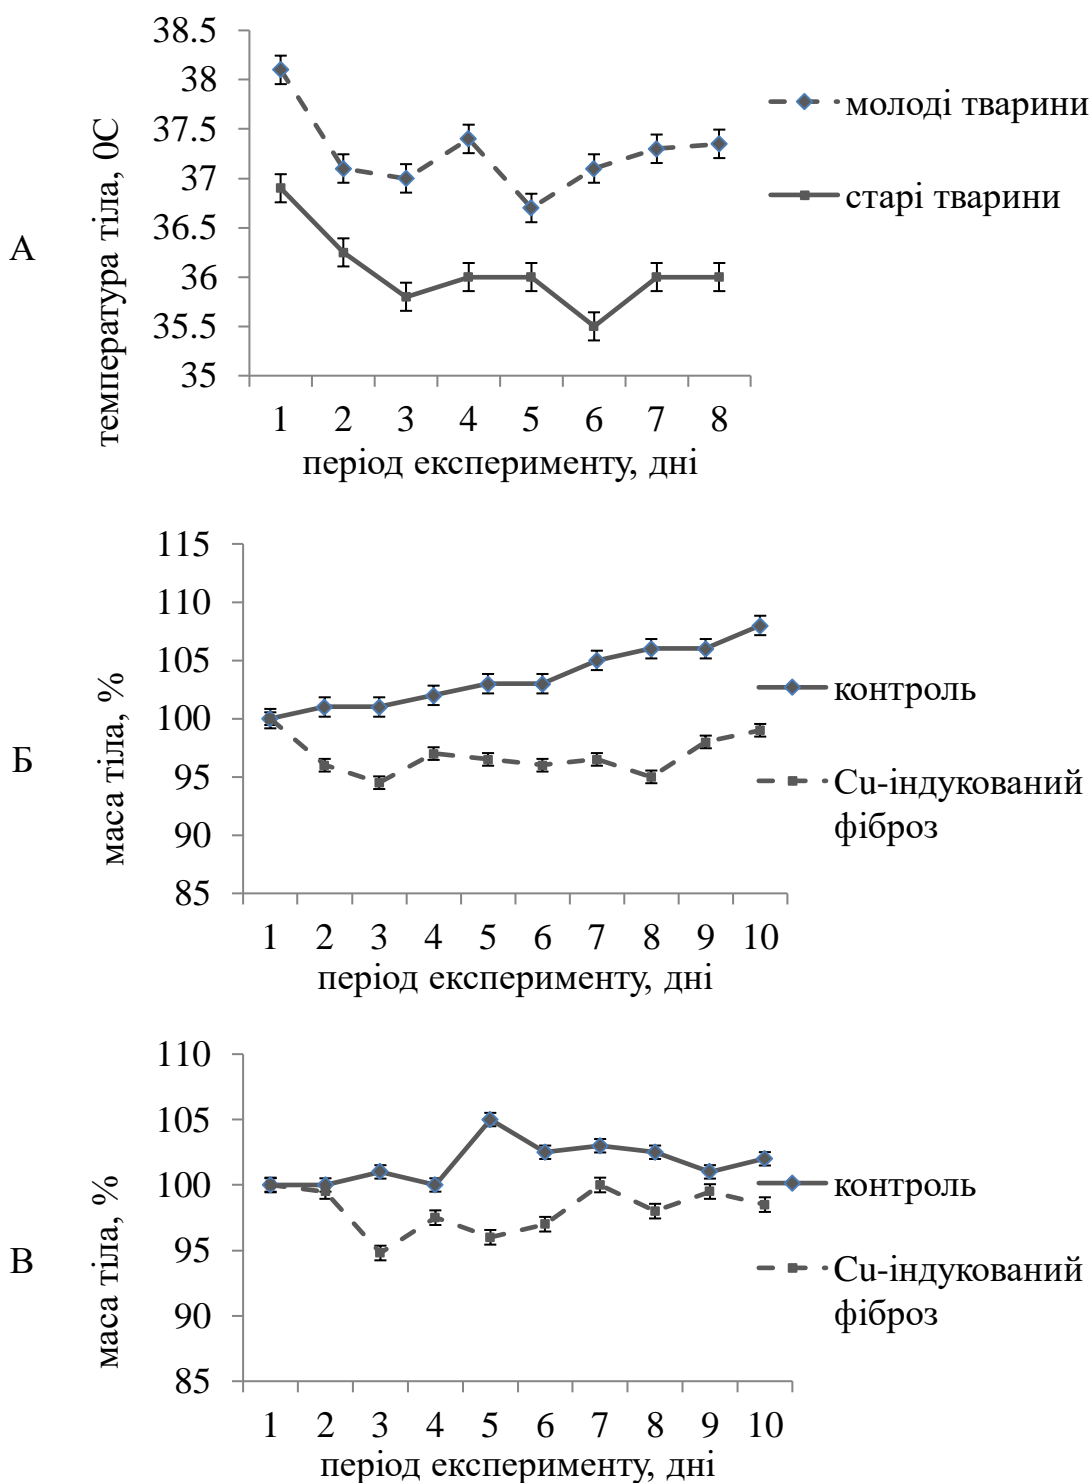 38.5
38
37.5
37
36.5
36
35.5
35
температура тіла, 0С
А
1 2 3 4 5 6 7 8
період експерименту, дні
молоді тварини
старі тварини
115
110
105
100
95
90
85
маса тіла, %
Б
1 2 3 4 5 6 7 8 9 10
період експерименту, дні
контроль
Cu-індукований
фіброз
110
105
100
95
90
85
маса тіла, %
В
1 2 3 4 5 6 7 8 9 10
період експерименту, дні
контроль
Cu-індукований
фіброз